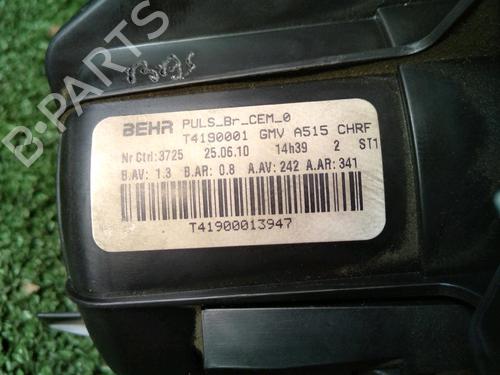 B-PARTS
BEHR PULS_Br_CEM_0
T4190001 GMV A515 CHRF
Nr Ctrl:3725 25.06.10 14h39 2 ST1
B.AV: 1.3 B.AR: 0.8 A.AV: 242 A.AR: 341
T41900013947